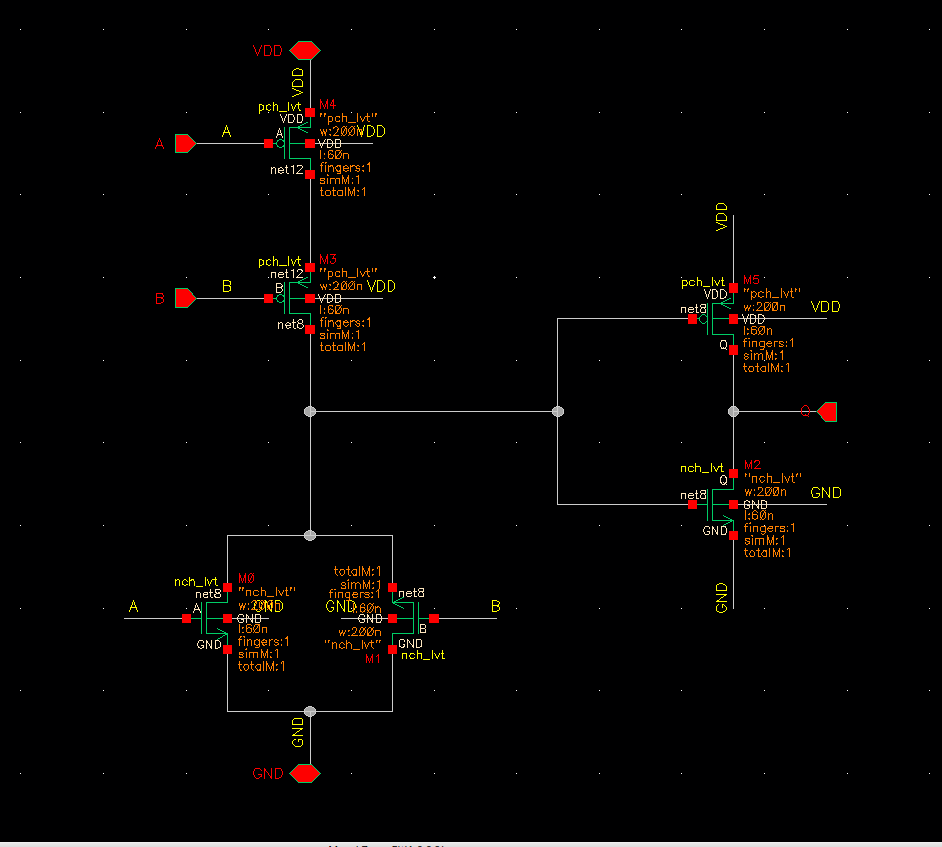 VDD
VDD
pch_lvt
M4
VDD
"pch_lvt"
w:200n
VDD
A
A
A
VDD
l:60n
net12
fingers:1
simM:1
totalM:1
pch_lvt
M3
net12
"pch_lvt"
B
B
B
w:200n
VDD
VDD
l:60n
net8
fingers:1
simM:1
totalM:1
VDD
pch_lvt
M5
VDD
"pch_lvt"
net8
w:200n
VDD
VDD
l:60n
Q
fingers:1
simM:1
totalM:1
Q
nch_lvt
M2
Q
"nch_lvt"
net8
w:200n
GND
GND
l:60n
GND
fingers:1
simM:1
totalM:1
GND
nch_lvt
M0
net8
"nch_lvt"
A
A
GND
GND
l:60n
GND
fingers:1
simM:1
totalM:1
totalM:1
simM:1
fingers:1
net8
GND
l:60n
B
GND
B
w:200n
"nch_lvt"
GND
M1
nch_lvt
GND
GND